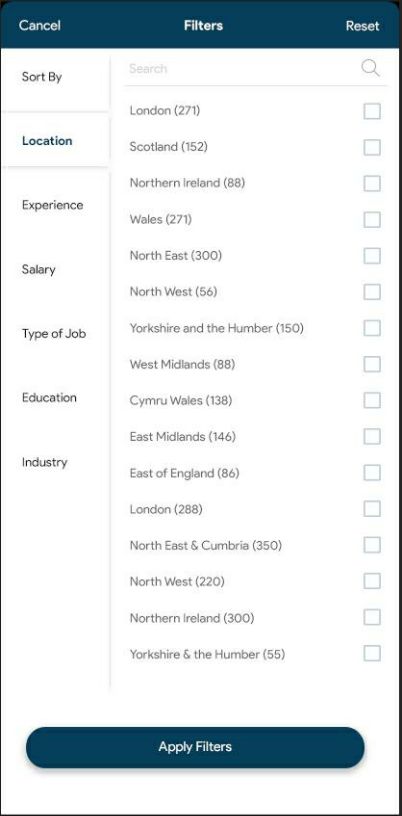 Cancel Filters Reset
Sort By
Location
Experience
Salary
Type of Job
Education
Industry
Search
London (271)
Scotland (152)
Northern Ireland (88)
Wales (271)
North East (300)
North West (56)
Yorkshire and the Humber (150)
West Midlands (88)
Cymru Wales (138)
East Midlands (146)
East of England (86)
London (288)
North East & Cumbria (350)
North West (220)
Northern Ireland (300)
Yorkshire & the Humber (55)
Apply Filters